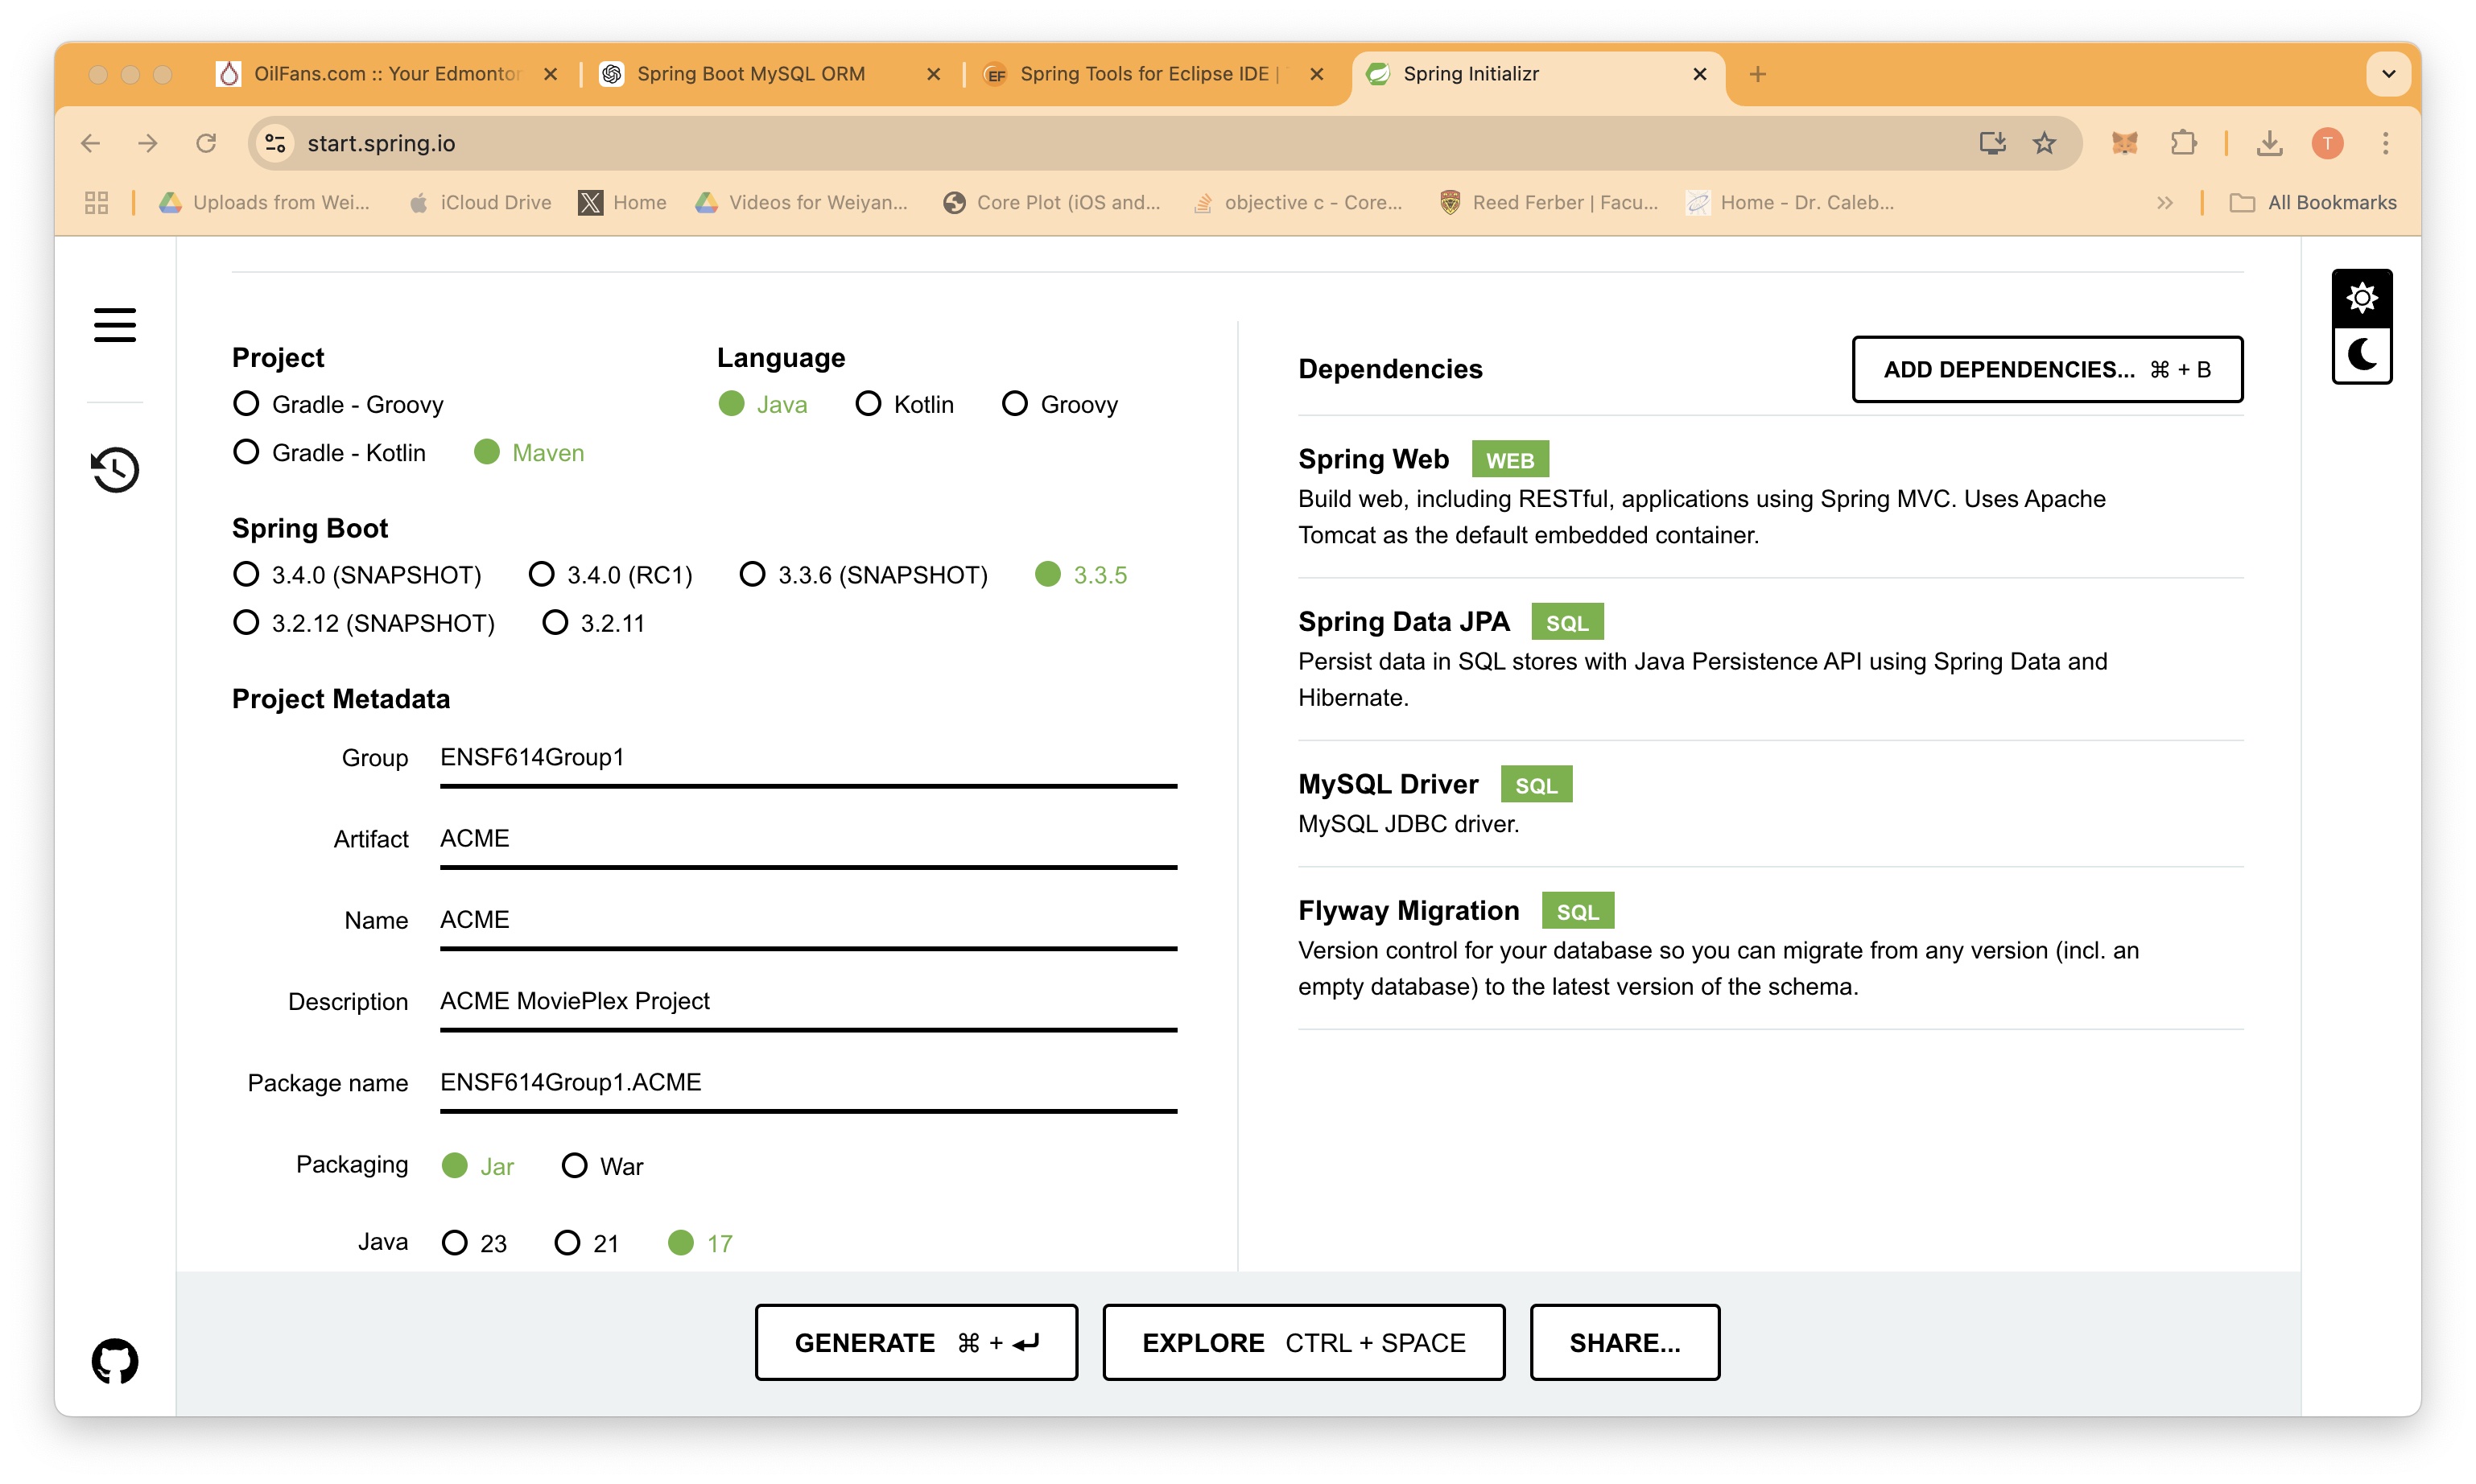 OilFans.com :: Your Edmonton
Spring Boot MySQL ORM
Spring Tools for Eclipse IDE |
Spring Initializr
start.spring.io
T
Uploads from Wei...
iCloud Drive
Home
Videos for Weiyan...
Core Plot (iOS and...
objective c - Core...
Reed Ferber | Facu...
Home - Dr. Caleb...
All Bookmarks
Project
Gradle - Groovy
Gradle - Kotlin Maven
Language
Java Kotlin Groovy
Spring Boot
3.4.0 (SNAPSHOT) 3.4.0 (RC1) 3.3.6 (SNAPSHOT) 3.3.5
3.2.12 (SNAPSHOT) 3.2.11
Project Metadata
Group ENSF614Group1
Artifact ACME
Name ACME
Description ACME MoviePlex Project
Package name ENSF614Group1.ACME
Packaging Jar War
Java 23 21 17
Dependencies
ADD DEPENDENCIES... ⌘ + B
Spring Web WEB
Build web, including RESTful, applications using Spring MVC. Uses Apache
Tomcat as the default embedded container.
Spring Data JPA SQL
Persist data in SQL stores with Java Persistence API using Spring Data and
Hibernate.
MySQL Driver SQL
MySQL JDBC driver.
Flyway Migration SQL
Version control for your database so you can migrate from any version (incl. an
empty database) to the latest version of the schema.
GENERATE ⌘ + ↵
EXPLORE CTRL + SPACE
SHARE...